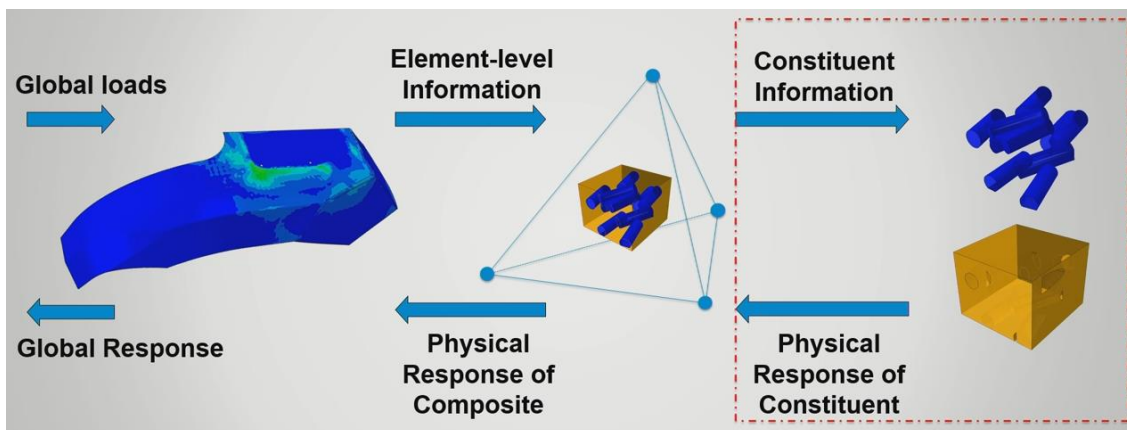 Global loads
Element-level
Information
Constituent
Information
Global Response
Physical
Response of
Composite
Physical
Response of
Constituent